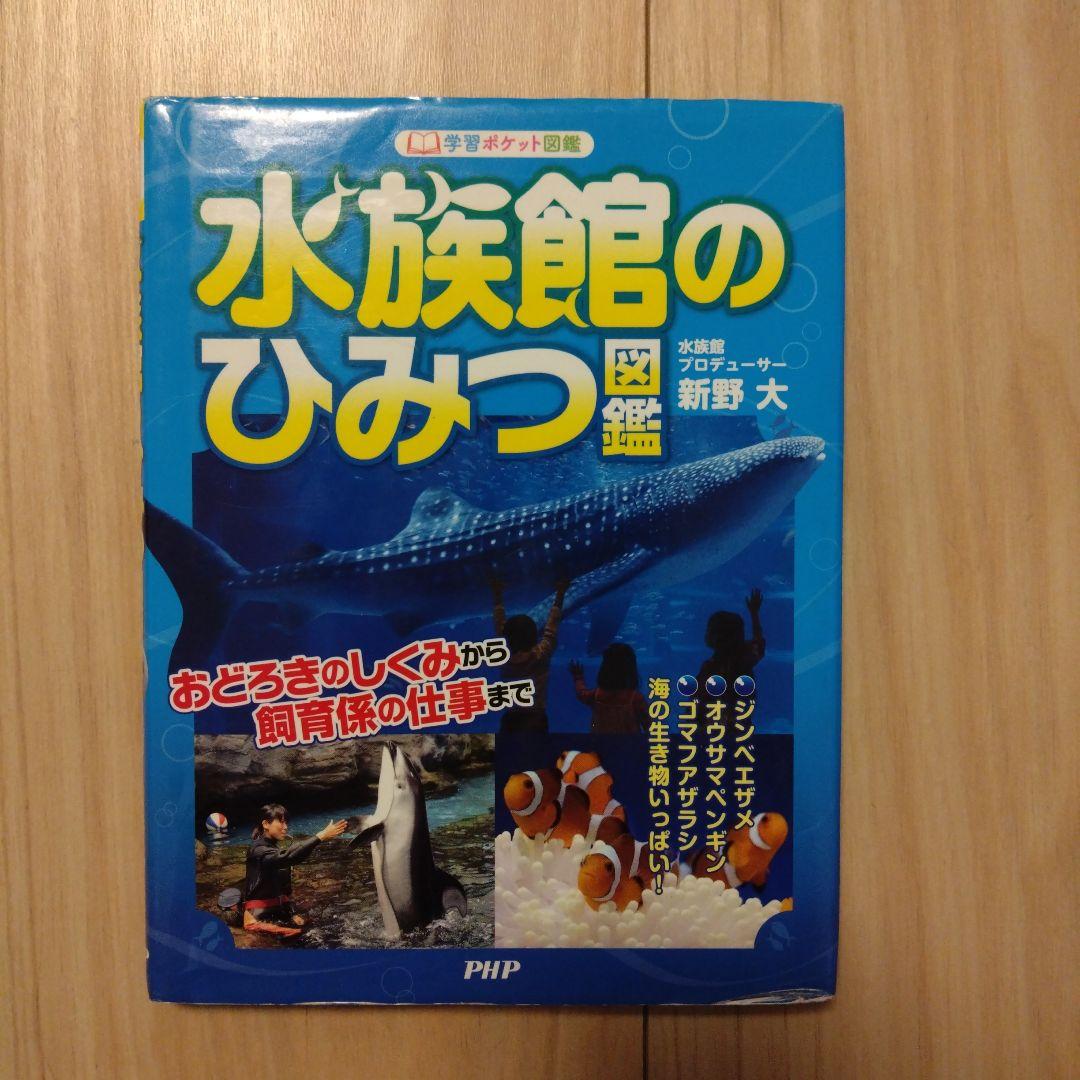 学習ポケット図鑑
水族館の
ひみつ図鑑
水族館
プロデューサー
新野 大
おどろきのしくみから
飼育係の仕事まで
ジンベエザメ
オウサマペンギン
ゴマフアザラシ
海の生き物いっぱい!
PHP